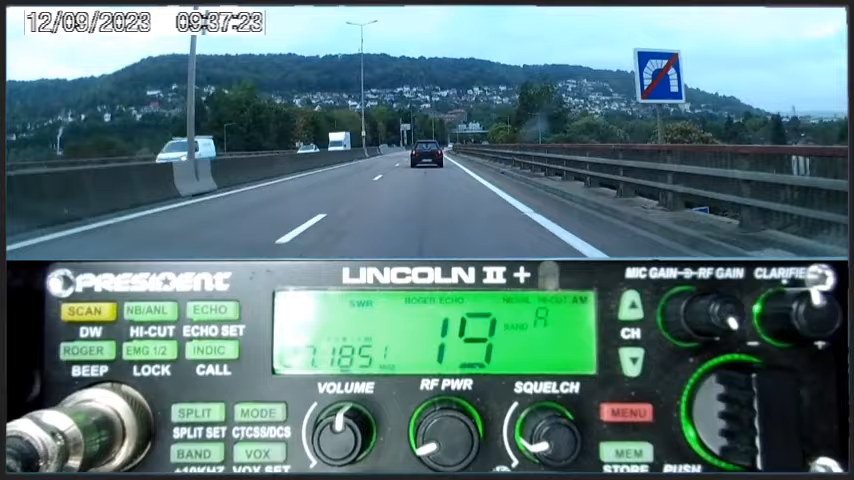 12/09/2023 09:37:23
PRESIDENT
LINCOLN II +
MIC GAIN RF GAIN CLARIFIER
SCAN NB/ANL ECHO
DW HI-CUT ECHO SET
ROGER EMG 1/2 INDIC
BEEP LOCK CALL
SWR ROGER ECHO HI-CUT AM
19 BAND A
CH
VOLUME RF PWR SQUELCH
SPLIT MODE
SPLIT SET CTCSS/DCS
BAND VOX
+10KHZ VOX SET
MENU
MEM
STORE PUSH